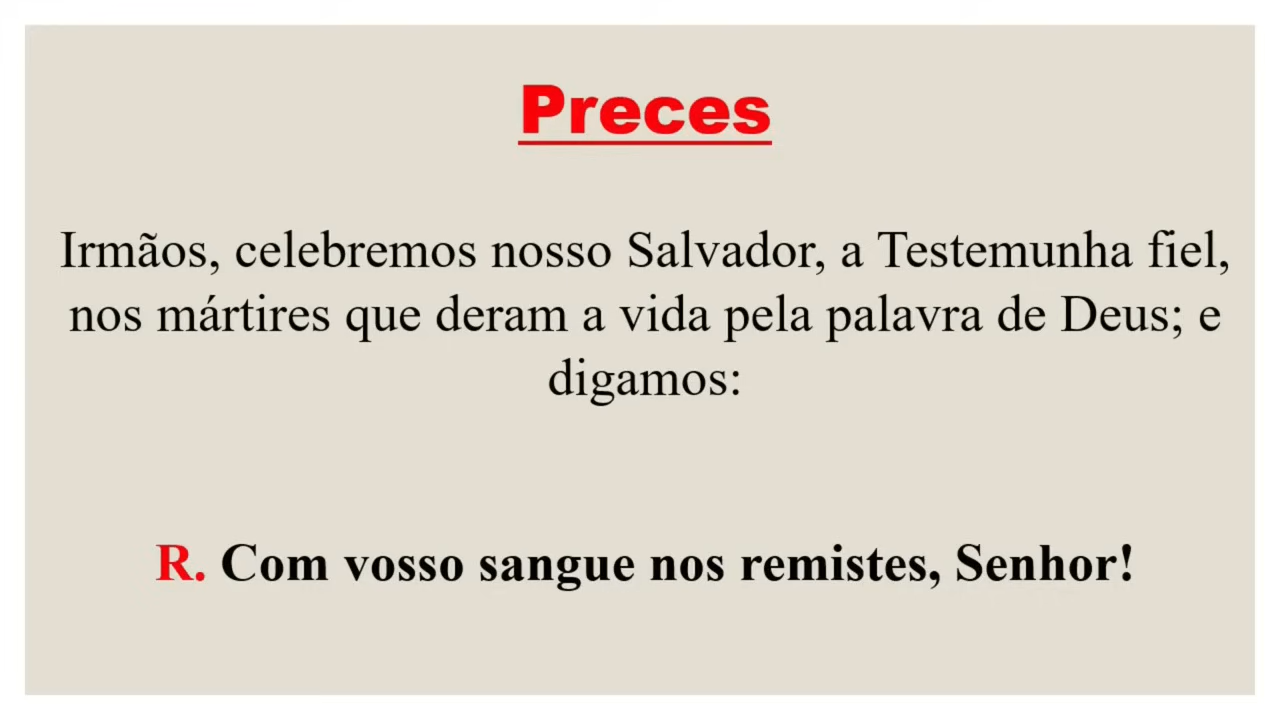 Preces
Irmãos, celebremos nosso Salvador, a Testemunha fiel,
nos mártires que deram a vida pela palavra de Deus; e
digamos:
R. Com vosso sangue nos remistes, Senhor!